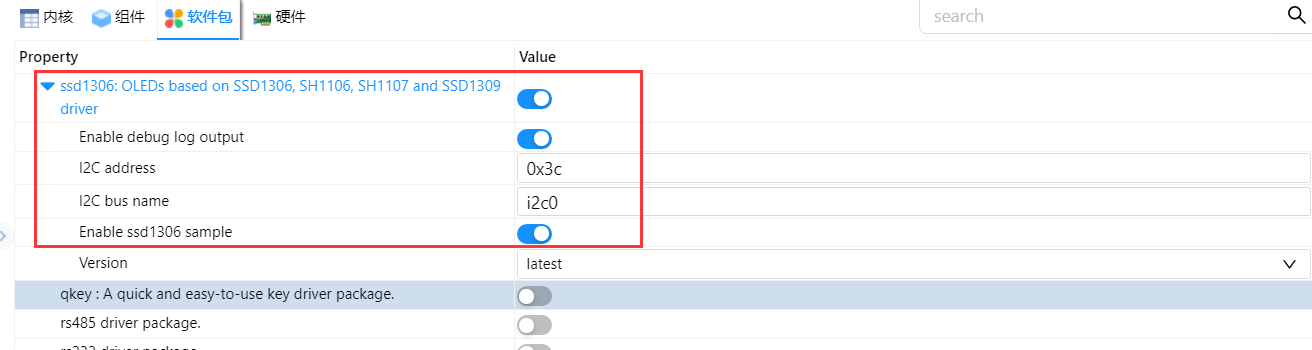 内核 组件 软件包 硬件 search
Property Value
ssd1306: OLEDs based on SSD1306, SH1106, SH1107 and SSD1309
driver
Enable debug log output
I2C address 0x3c
I2C bus name i2c0
Enable ssd1306 sample
Version latest
qkey : A quick and easy-to-use key driver package.
rs485 driver package.